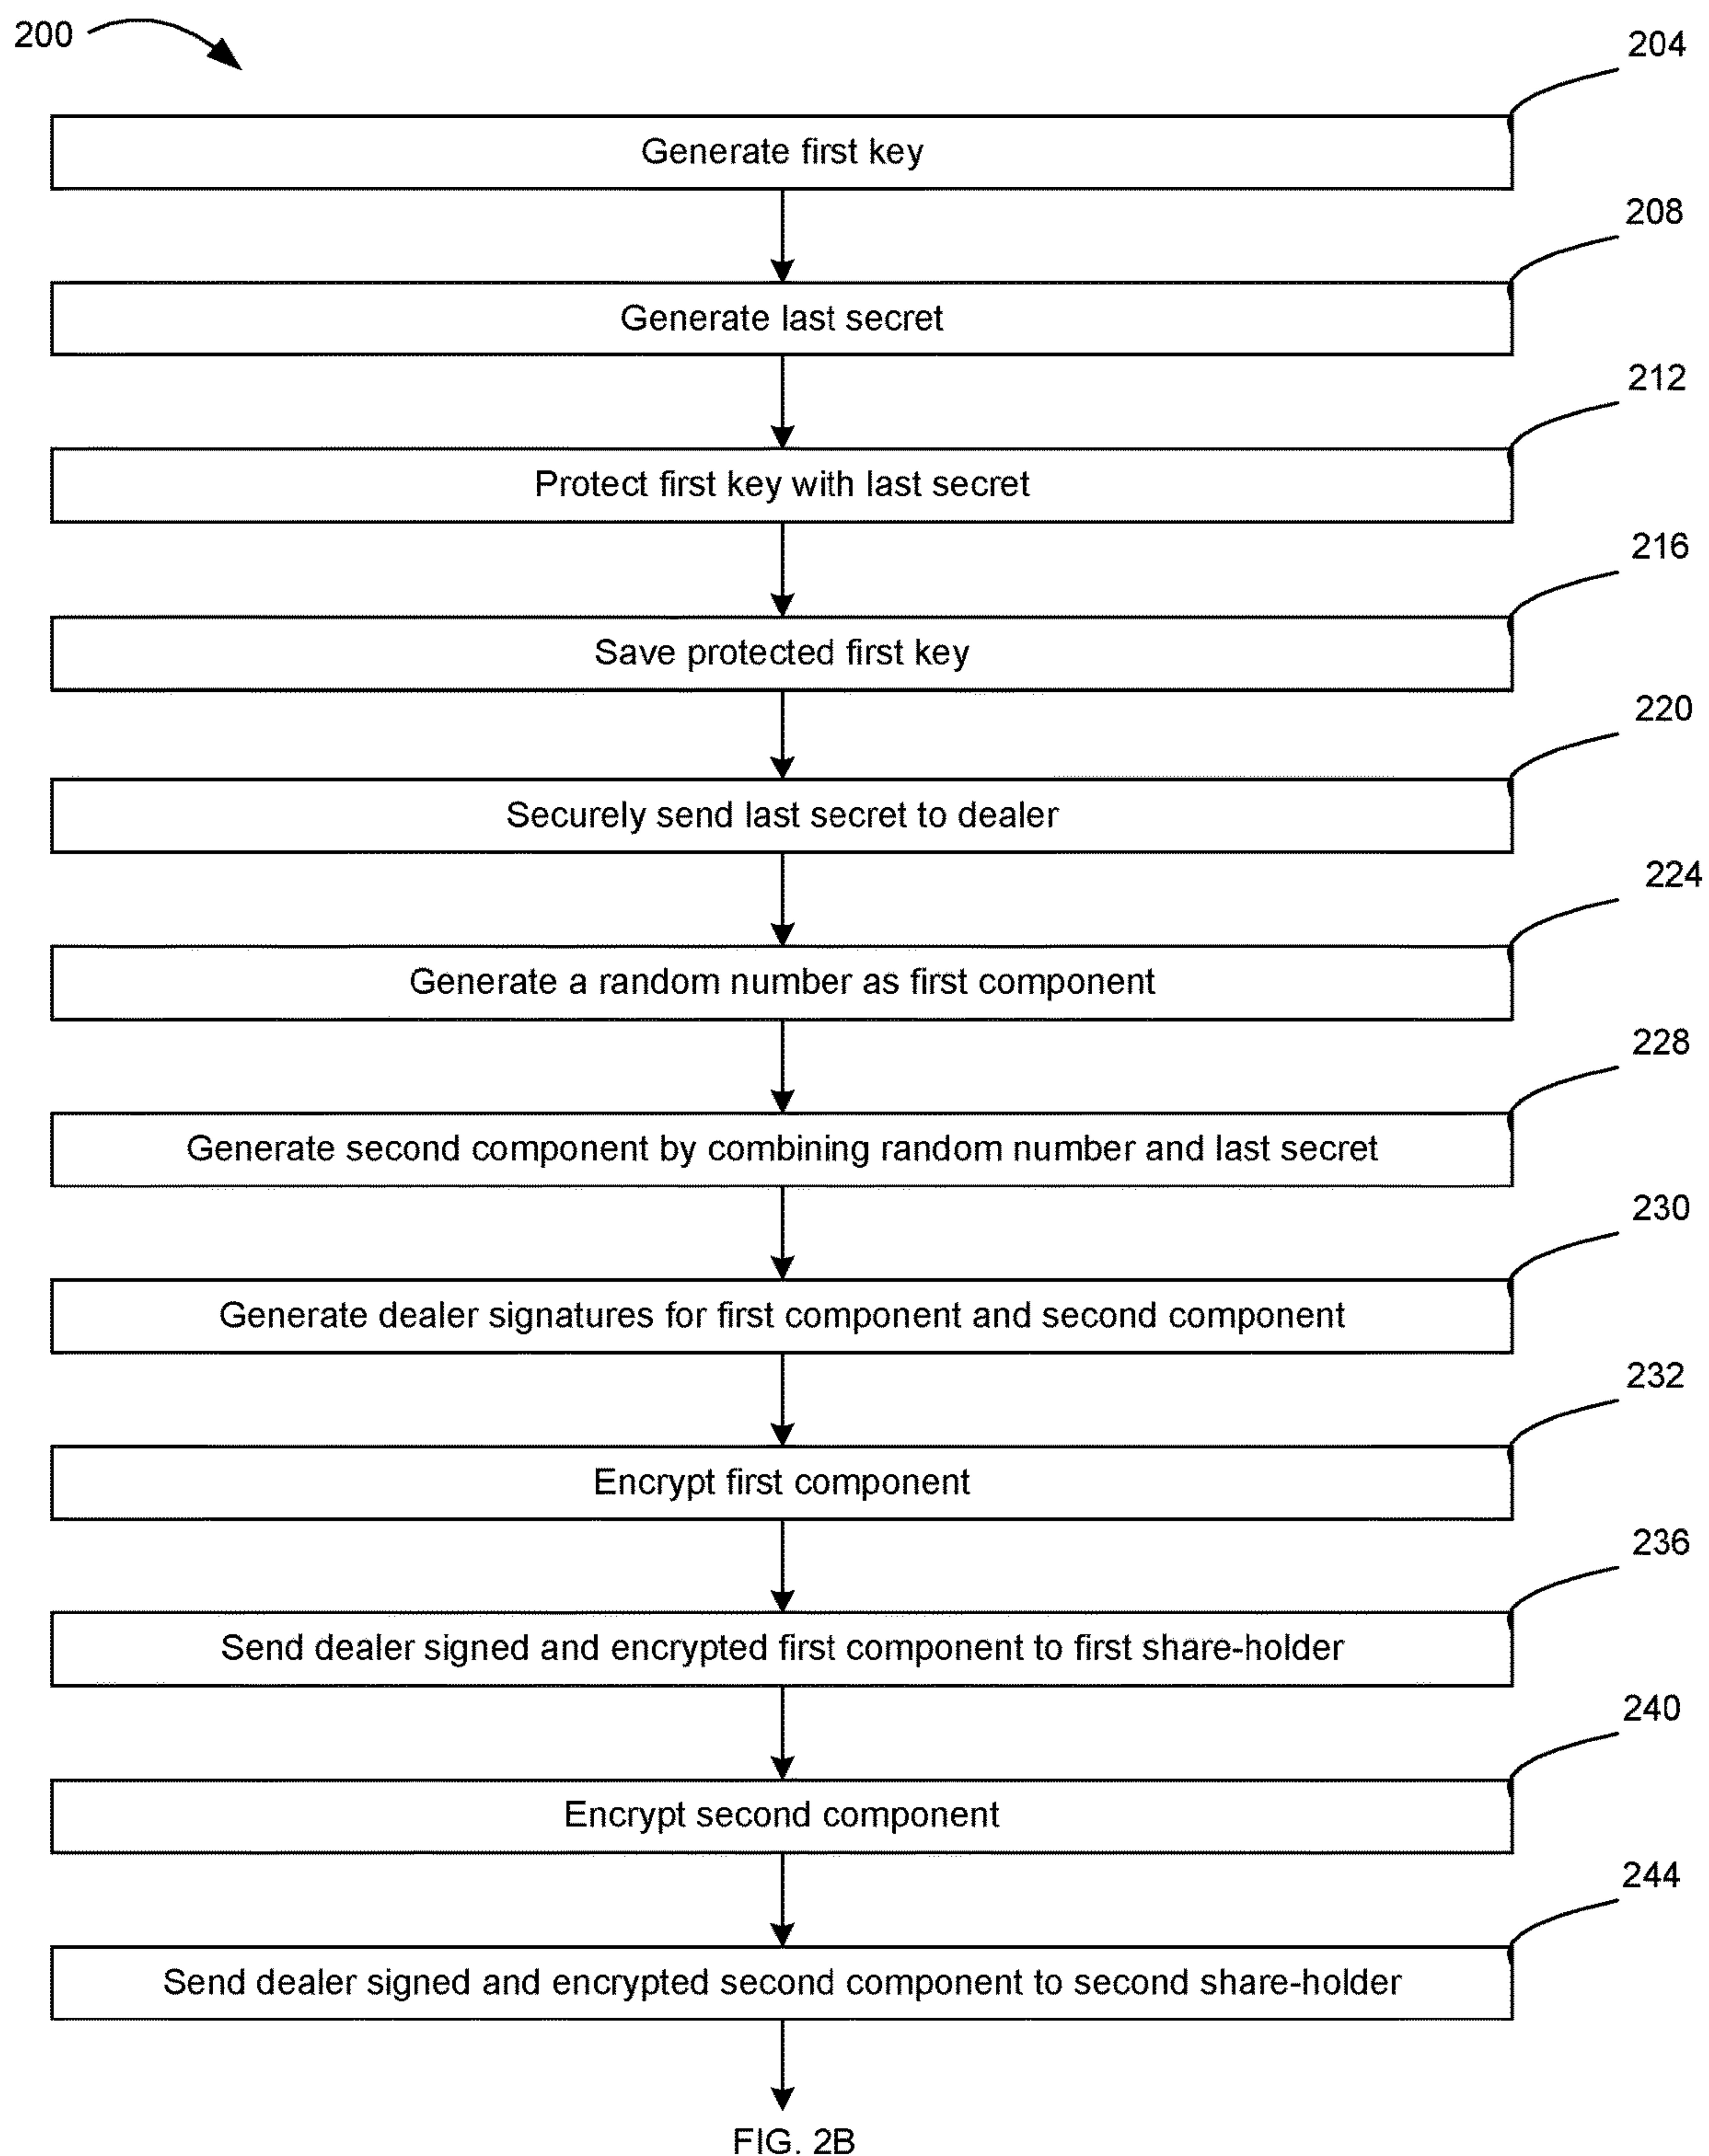 200
204
Generate first key
208
Generate last secret
212
Protect first key with last secret
216
Save protected first key
220
Securely send last secret to dealer
224
Generate a random number as first component
228
Generate second component by combining random number and last secret
230
Generate dealer signatures for first component and second component
232
Encrypt first component
236
Send dealer signed and encrypted first component to first share-holder
240
Encrypt second component
244
Send dealer signed and encrypted second component to second share-holder
FIG. 2B